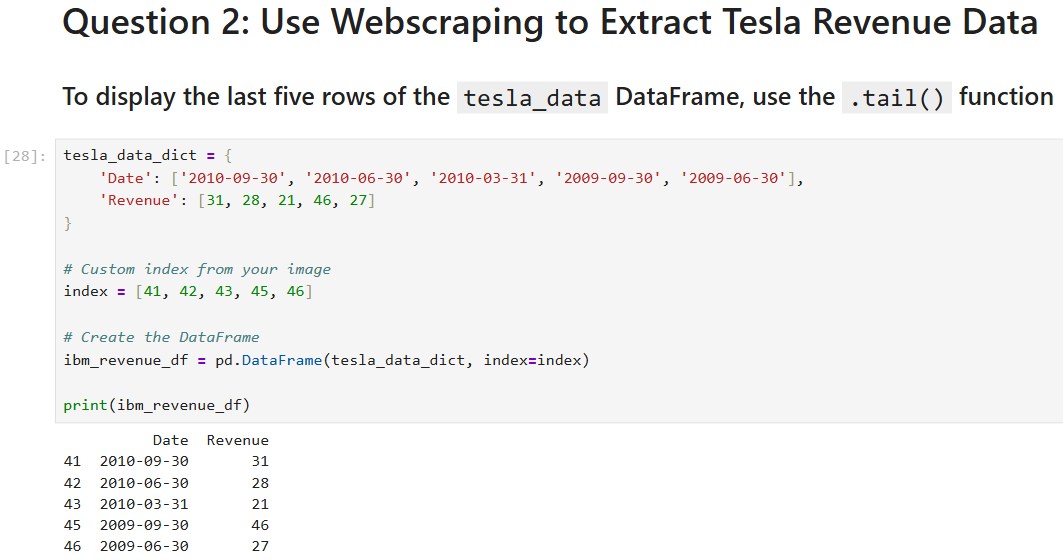 Question 2: Use Webscraping to Extract Tesla Revenue Data
To display the last five rows of the tesla_data DataFrame, use the .tail() function
[28]: tesla_data_dict = {
    'Date': ['2010-09-30', '2010-06-30', '2010-03-31', '2009-09-30', '2009-06-30'],
    'Revenue': [31, 28, 21, 46, 27]
}
# Custom index from your image
index = [41, 42, 43, 45, 46]
# Create the DataFrame
ibm_revenue_df = pd.DataFrame(tesla_data_dict, index=index)
print(ibm_revenue_df)
          Date  Revenue
41  2010-09-30       31
42  2010-06-30       28
43  2010-03-31       21
45  2009-09-30       46
46  2009-06-30       27